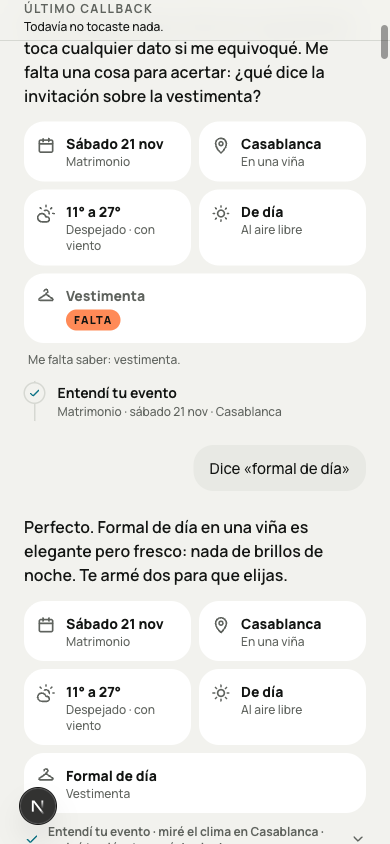 ÚLTIMO CALLBACK
Todavía no tocaste nada.
toca cualquier dato si me equivoqué. Me
falta una cosa para acertar: ¿qué dice la
invitación sobre la vestimenta?
Sábado 21 nov
Matrimonio
Casablanca
En una viña
11° a 27°
Despejado · con
viento
De día
Al aire libre
Vestimenta
FALTA
Me falta saber: vestimenta.
Entendí tu evento
Matrimonio · sábado 21 nov · Casablanca
Dice «formal de día»
Perfecto. Formal de día en una viña es
elegante pero fresco: nada de brillos de
noche. Te armé dos para que elijas.
Sábado 21 nov
Matrimonio
Casablanca
En una viña
11° a 27°
Despejado · con
viento
De día
Al aire libre
Formal de día
Vestimenta
N
Entendí tu evento · miré el clima en Casablanca ·